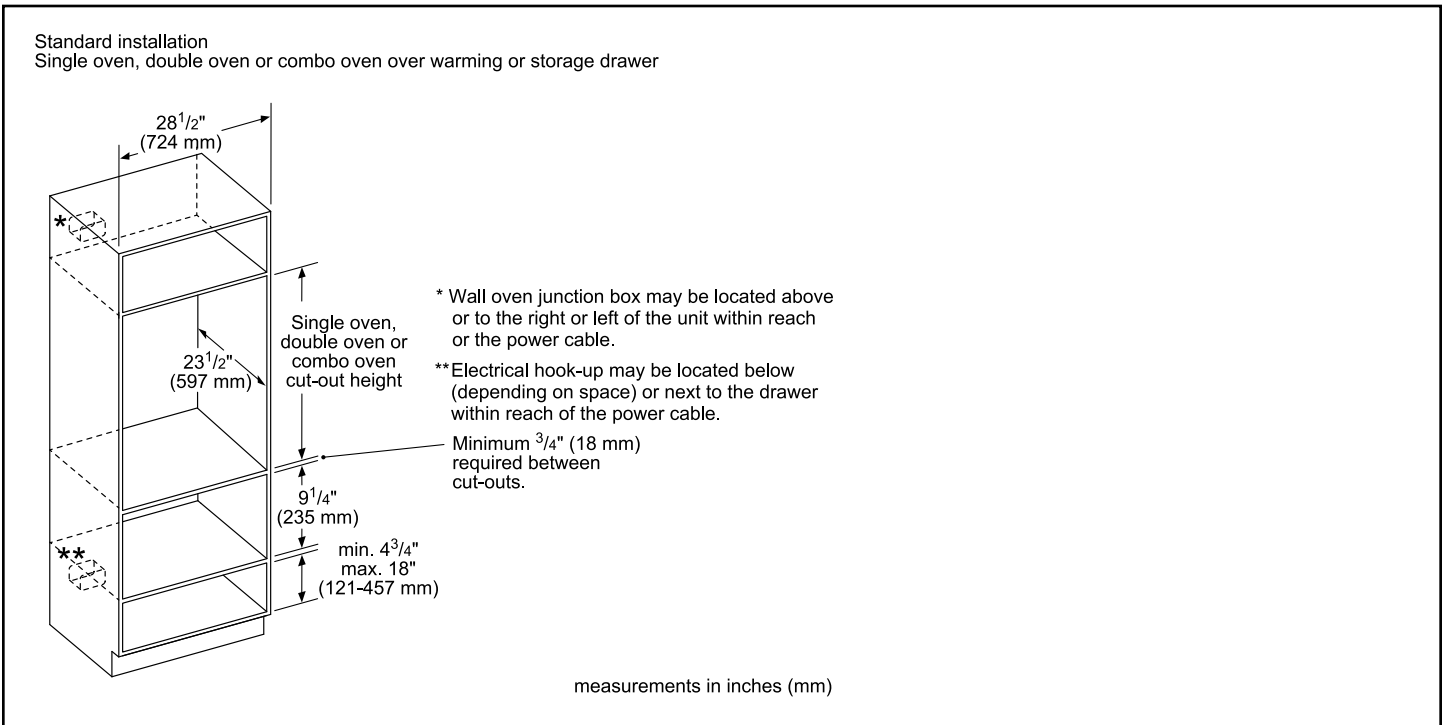 Standard installation
Single oven, double oven or combo oven over warming or storage drawer
28 1/2"
(724 mm)
*
Single oven,
double oven or
combo oven
cut-out height
23 1/2"
(597 mm)
* Wall oven junction box may be located above
or to the right or left of the unit within reach
or the power cable.
**Electrical hook-up may be located below
(depending on space) or next to the drawer
within reach of the power cable.
Minimum 3/4" (18 mm)
required between
cut-outs.
9 1/4"
(235 mm)
**
min. 4 3/4"
max. 18"
(121-457 mm)
measurements in inches (mm)